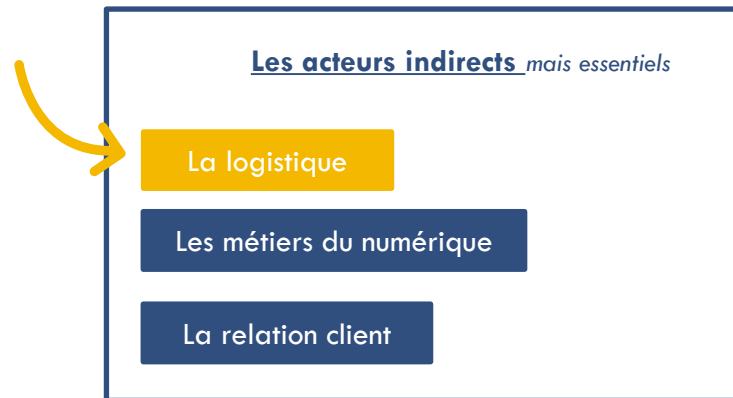 Les acteurs indirects mais essentiels
La logistique
Les métiers du numérique
La relation client